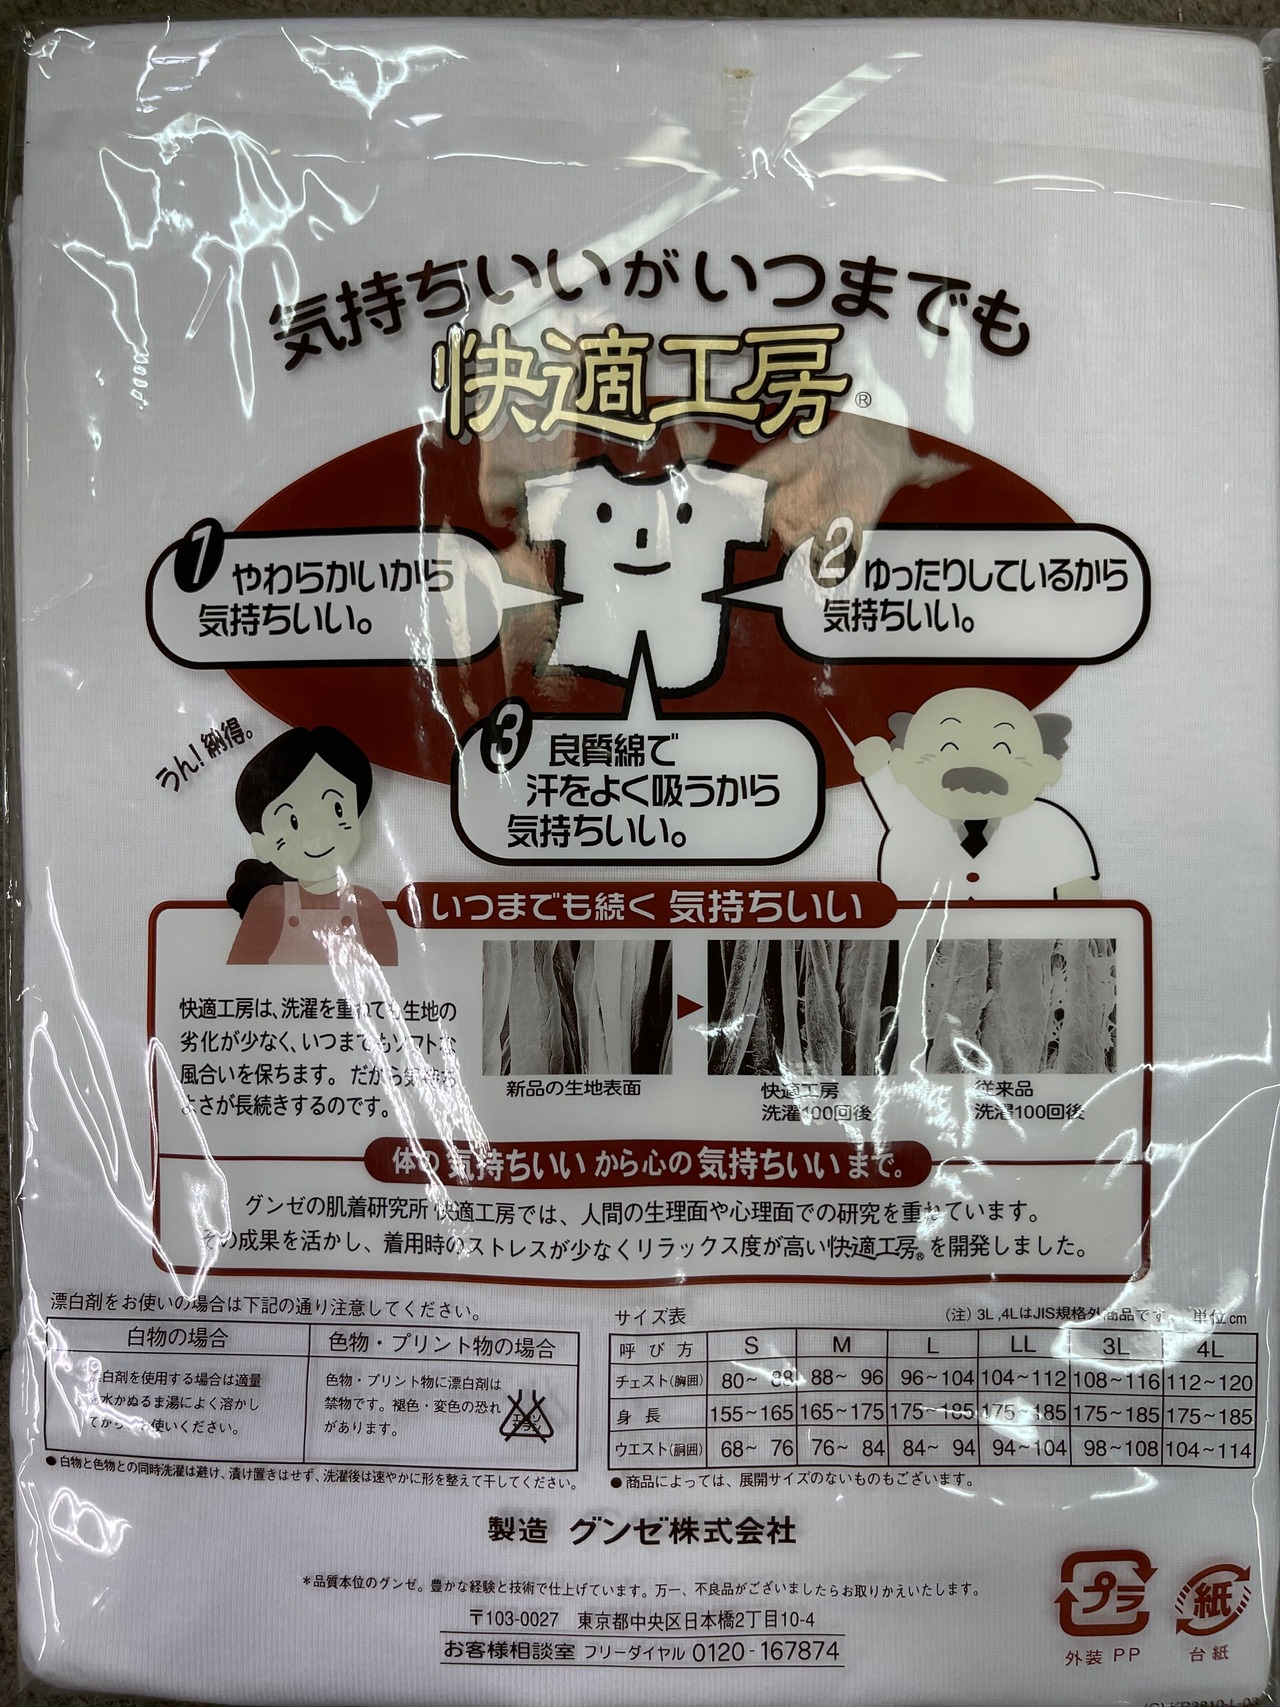 気持ちいいがいつまでも
快適工房®
1 やわらかいから
気持ちいい。
2 ゆったりしているから
気持ちいい。
3 良質綿で
汗をよく吸うから
気持ちいい。
うん!納得。
いつまでも続く 気持ちいい
快適工房は、洗濯を重ねても生地の
劣化が少なく、いつまでもソフトな
風合いを保ちます。だから気持ち
よさが長続きするのです。
新品の生地表面
快適工房
洗濯100回後
従来品
洗濯100回後
体の気持ちいいから心の気持ちいいまで。
グンゼの肌着研究所 快適工房では、人間の生理面や心理面での研究を重ねています。
その成果を活かし、着用時のストレスが少なくリラックス度が高い快適工房®を開発しました。
漂白剤をお使いの場合は下記の通り注意してください。
白物の場合
漂白剤を使用する場合は適量
を水かぬるま湯によく溶かし
てからお使いください。
色物・プリント物の場合
色物・プリント物に漂白剤は
禁物です。褪色・変色の恐れ
があります。
エンソ
サラシ
●白物と色物との同時洗濯は避け、漬け置きはせず、洗濯後は速やかに形を整えて干してください。
サイズ表 (注) 3L ,4LはJIS規格外商品です。 単位cm
呼び方 S M L LL 3L 4L
チェスト(胸囲) 80~ 88 88~ 96 96~104 104~112 108~116 112~120
身長 155~165 165~175 175~185 175~185 175~185 175~185
ウエスト(胴囲) 68~ 76 76~ 84 84~ 94 94~104 98~108 104~114
●商品によっては、展開サイズのないものもございます。
製造 グンゼ株式会社
*品質本位のグンゼ。豊かな経験と技術で仕上げています。万一、不良品がございましたらお取りかえいたします。
〒103-0027 東京都中央区日本橋2丁目10-4
お客様相談室 フリーダイヤル 0120-167874
プラ
外装 PP
紙
台紙